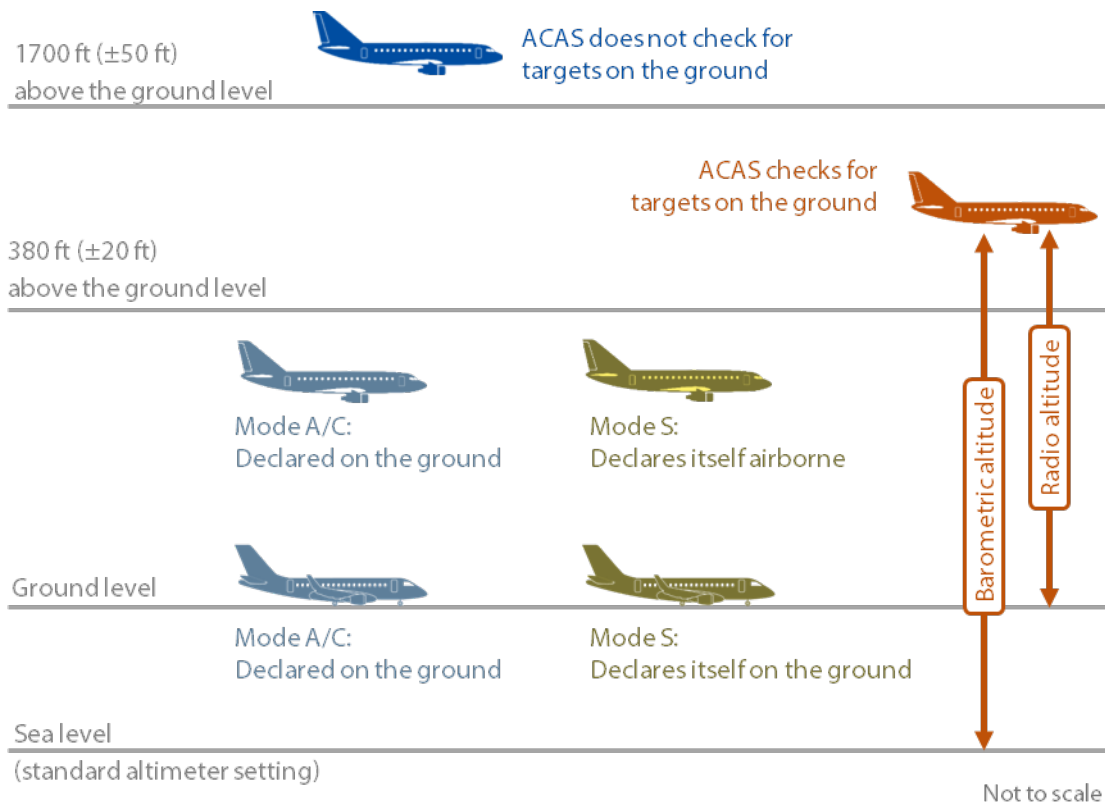 1700 ft (±50 ft)
above the ground level
ACAS does not check for
targets on the ground
ACAS checks for
targets on the ground
380 ft (±20 ft)
above the ground level
Mode A/C:
Declared on the ground
Mode S:
Declares itself airborne
Barometric altitude
Radio altitude
Ground level
Mode A/C:
Declared on the ground
Mode S:
Declares itself on the ground
Sea level
(standard altimeter setting)
Not to scale